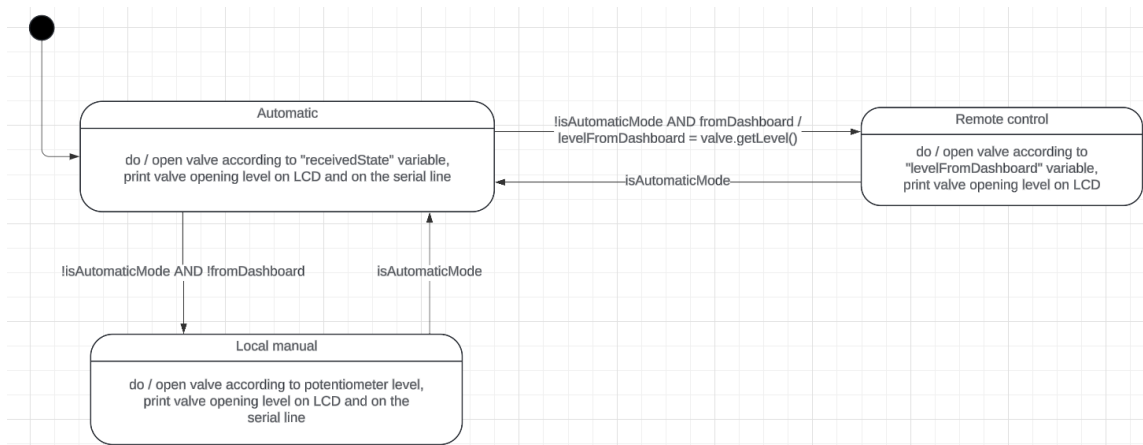 Automatic
do / open valve according to "receivedState" variable,
print valve opening level on LCD and on the serial line
!isAutomaticMode AND fromDashboard /
levelFromDashboard = valve.getLevel()
isAutomaticMode
Remote control
do / open valve according to
"levelFromDashboard" variable,
print valve opening level on LCD
!isAutomaticMode AND !fromDashboard
isAutomaticMode
Local manual
do / open valve according to potentiometer level,
print valve opening level on LCD and on the
serial line